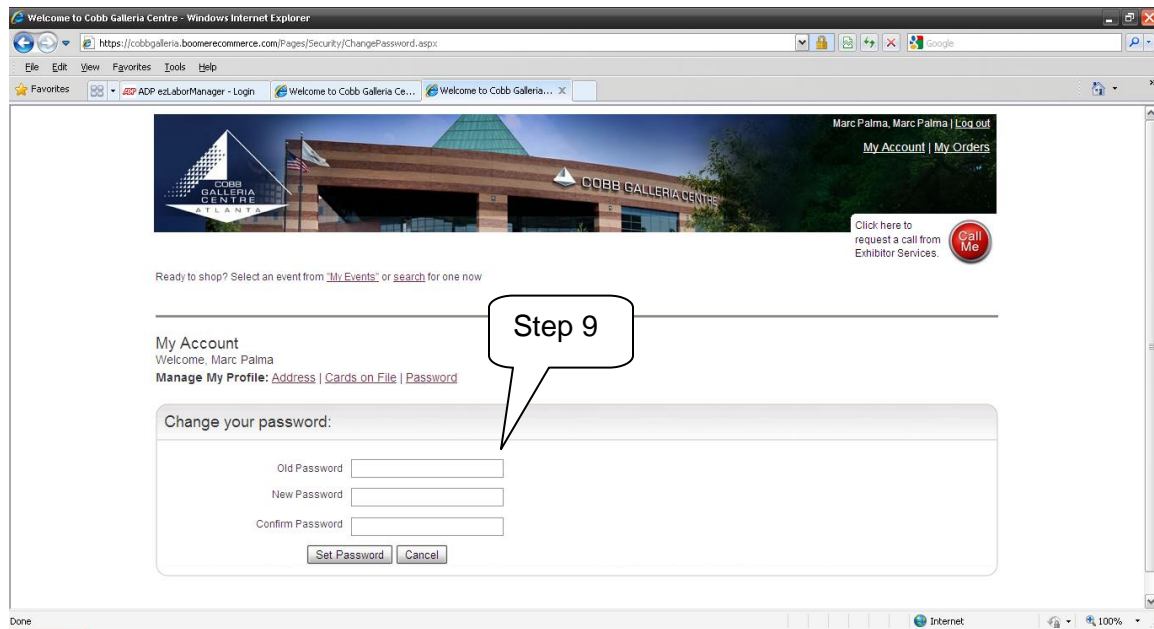 Welcome to Cobb Galleria Centre - Windows Internet Explorer
https://cobbgalleria.boomerecommerce.com/Pages/Security/ChangePassword.aspx
Google
File Edit View Favorites Tools Help
Favorites
ADP ADP ezLaborManager - Login
Welcome to Cobb Galleria Ce...
Welcome to Cobb Galleria... X
Marc Palma, Marc Palma | Log out
My Account | My Orders
COBB
GALLERIA
CENTRE
ATLANTA
COBB GALLERIA CENTRE
Click here to
request a call from
Exhibitor Services.
Call
Me
Ready to shop? Select an event from "My Events" or search for one now
Step 9
My Account
Welcome, Marc Palma
Manage My Profile: Address | Cards on File | Password
Change your password:
Old Password
New Password
Confirm Password
Set Password
Cancel
Done
Internet
100%